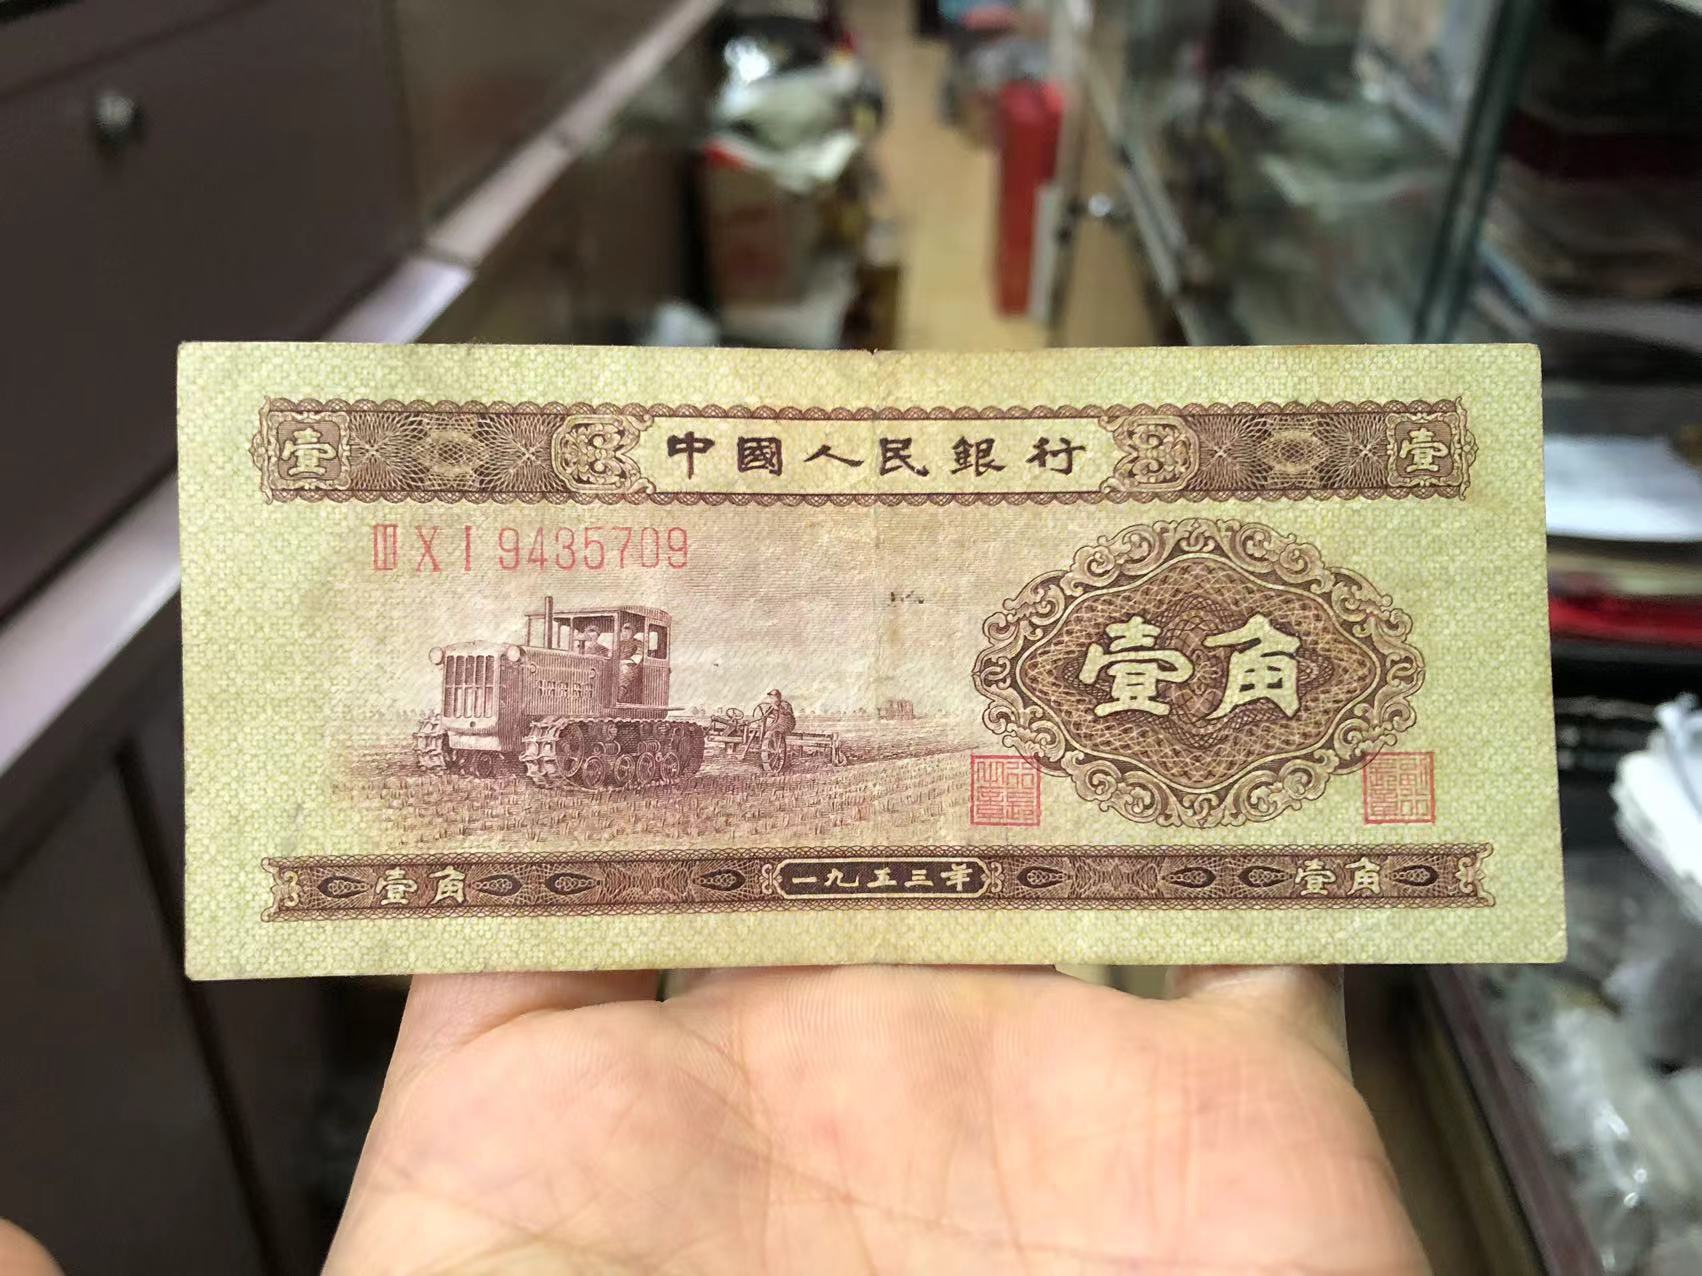 壹 中國人民銀行 壹
III X I 9435709
壹角
壹角 一九五三年 壹角